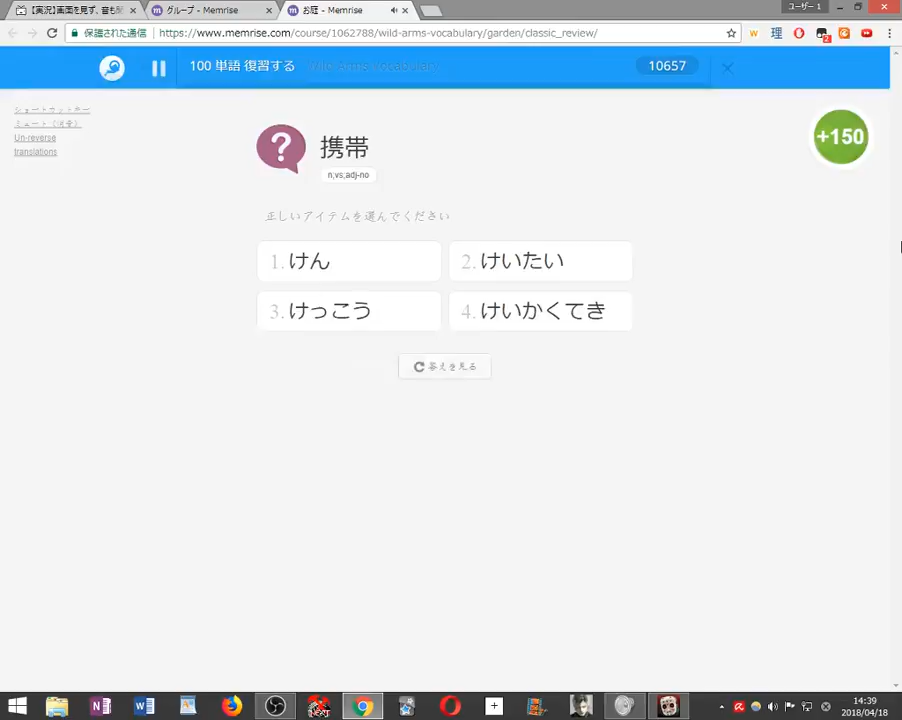 【実況】画面を見ず、音も
グループ - Memrise
お庭 - Memrise
ユーザー 1
保護された通信
https://www.memrise.com/course/1062788/wild-arms-vocabulary/garden/classic_review/
100 単語 復習する
Wild Arms Vocabulary
10657
ショートカットキー
ミュート（消音）
Un-reverse
translations
携帯
n;vs;adj-no
+150
正しいアイテムを選んでください
1. けん
2. けいたい
3. けっこう
4. けいかくてき
答えを見る
14:39
2018/04/18